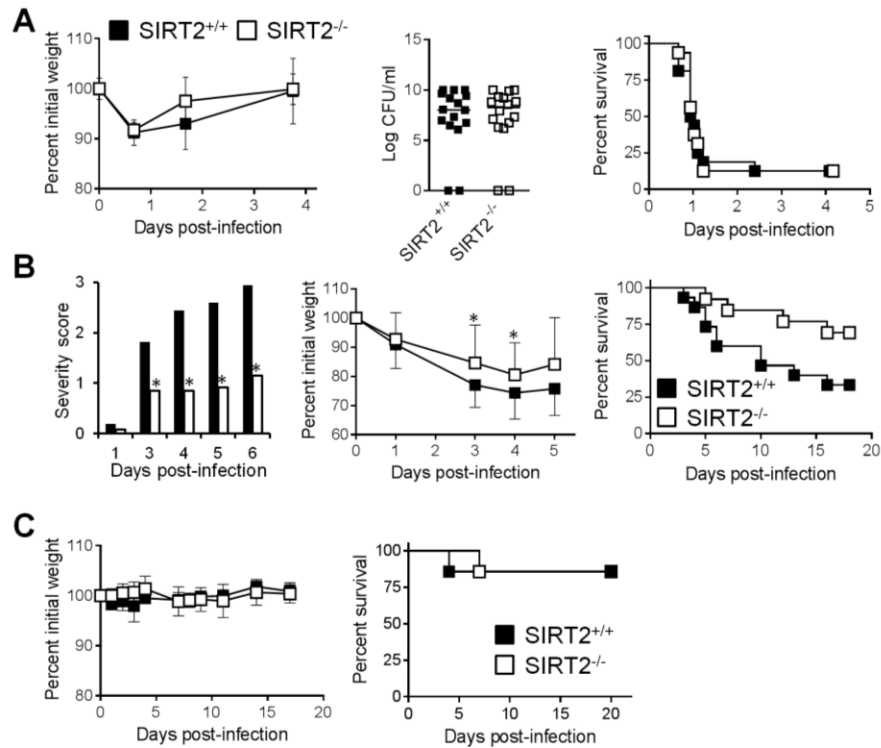 A
SIRT2+/+ SIRT2-/-
Percent initial weight
120
110
100
90
80
0 1 2 3 4
Days post-infection
Log CFU/ml
15
10
5
0
SIRT2+/+ SIRT2-/-
Percent survival
100
75
50
25
0
0 1 2 3 4 5 6
Days post-infection
B
Severity score
3
2
1
0
* * * *
1 3 4 5 6
Days post-infection
Percent initial weight
110
100
90
80
70
60
* *
0 1 2 3 4 5
Days post-infection
Percent survival
100
75
50
25
0
SIRT2+/+
SIRT2-/-
0 5 10 15 20
Days post-infection
C
Percent initial weight
110
100
90
80
0 5 10 15 20
Days post-infection
Percent survival
100
75
50
25
0
SIRT2+/+
SIRT2-/-
0 5 10 15 20
Days post-infection